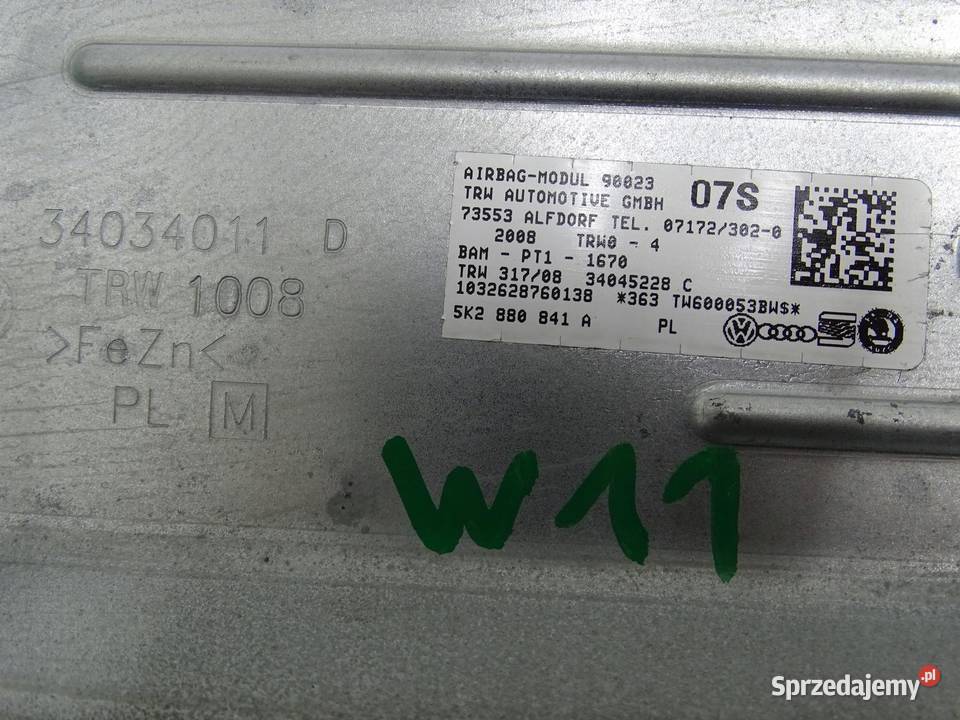 34034011 D
TRW 1008
>FeZn<
PL M
AIRBAG-MODUL 90023
07S
TRW AUTOMOTIVE GMBH
73553 ALFDORF TEL. 07172/302-0
2008 TRW0 - 4
BAM - PT1 - 1670
TRW 317/08 34045228 C
1032628760138 *363 TW600053BWS*
5K2 880 841 A PL
W11
Sprzedajemy.pl